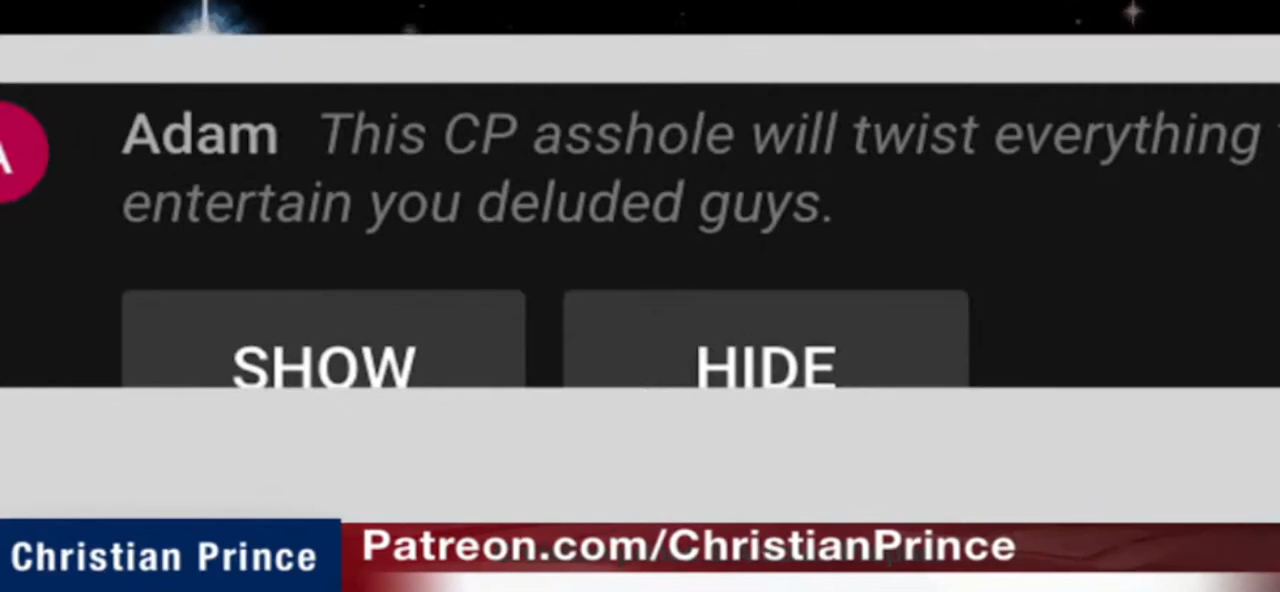 A
Adam This CP asshole will twist everything
entertain you deluded guys.
SHOW HIDE
Christian Prince Patreon.com/ChristianPrince